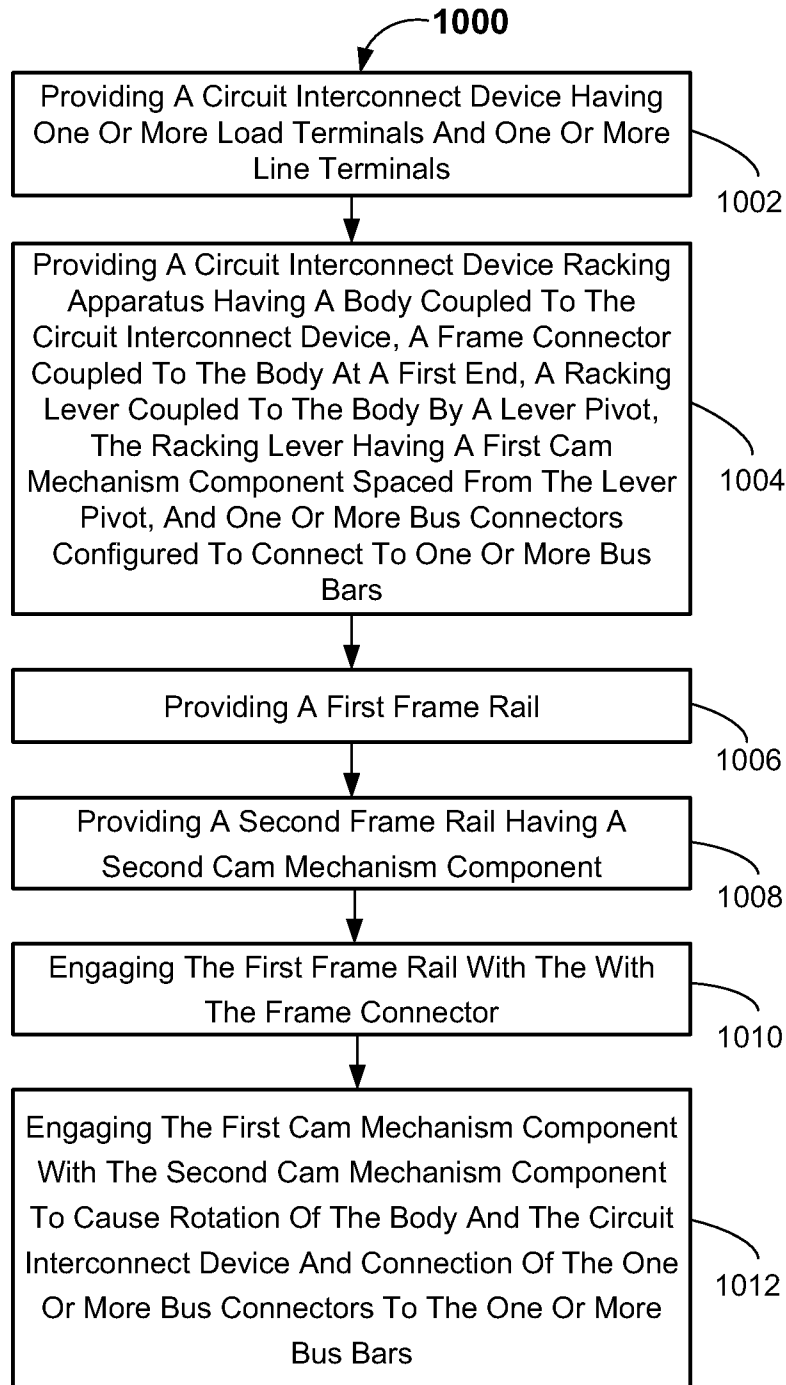 1000
Providing A Circuit Interconnect Device Having
One Or More Load Terminals And One Or More
Line Terminals
1002
Providing A Circuit Interconnect Device Racking
Apparatus Having A Body Coupled To The
Circuit Interconnect Device, A Frame Connector
Coupled To The Body At A First End, A Racking
Lever Coupled To The Body By A Lever Pivot,
The Racking Lever Having A First Cam
Mechanism Component Spaced From The Lever
Pivot, And One Or More Bus Connectors
Configured To Connect To One Or More Bus
Bars
1004
Providing A First Frame Rail
1006
Providing A Second Frame Rail Having A
Second Cam Mechanism Component
1008
Engaging The First Frame Rail With The With
The Frame Connector
1010
Engaging The First Cam Mechanism Component
With The Second Cam Mechanism Component
To Cause Rotation Of The Body And The Circuit
Interconnect Device And Connection Of The One
Or More Bus Connectors To The One Or More
Bus Bars
1012